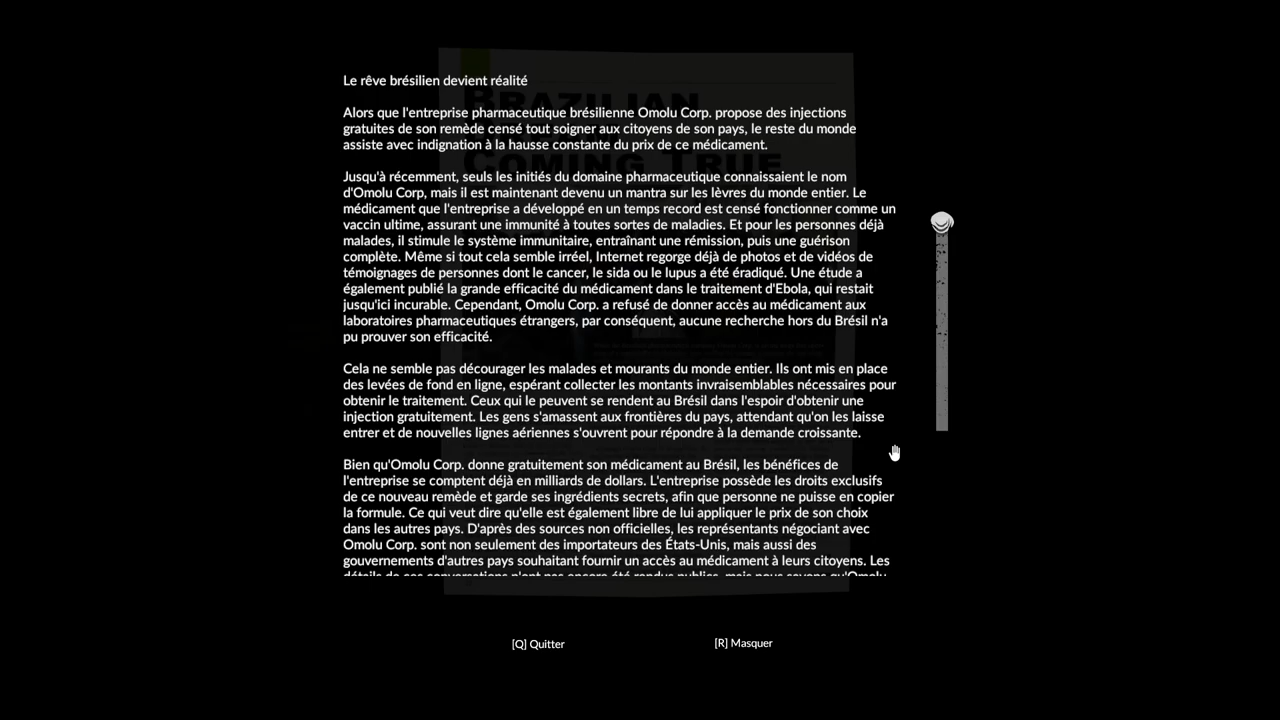 Le rêve brésilien devient réalité
Alors que l'entreprise pharmaceutique brésilienne Omolu Corp. propose des injections
gratuites de son remède censé tout soigner aux citoyens de son pays, le reste du monde
assiste avec indignation à la hausse constante du prix de ce médicament.
Jusqu'à récemment, seuls les initiés du domaine pharmaceutique connaissaient le nom
d'Omolu Corp, mais il est maintenant devenu un mantra sur les lèvres du monde entier. Le
médicament que l'entreprise a développé en un temps record est censé fonctionner comme un
vaccin ultime, assurant une immunité à toutes sortes de maladies. Et pour les personnes déjà
malades, il stimule le système immunitaire, entraînant une rémission, puis une guérison
complète. Même si tout cela semble irréel, Internet regorge déjà de photos et de vidéos de
témoignages de personnes dont le cancer, le sida ou le lupus a été éradiqué. Une étude a
également publié la grande efficacité du médicament dans le traitement d'Ebola, qui restait
jusqu'ici incurable. Cependant, Omolu Corp. a refusé de donner accès au médicament aux
laboratoires pharmaceutiques étrangers, par conséquent, aucune recherche hors du Brésil n'a
pu prouver son efficacité.
Cela ne semble pas décourager les malades et mourants du monde entier. Ils ont mis en place
des levées de fond en ligne, espérant collecter les montants invraisemblables nécessaires pour
obtenir le traitement. Ceux qui le peuvent se rendent au Brésil dans l'espoir d'obtenir une
injection gratuitement. Les gens s'amassent aux frontières du pays, attendant qu'on les laisse
entrer et de nouvelles lignes aériennes s'ouvrent pour répondre à la demande croissante.
Bien qu'Omolu Corp. donne gratuitement son médicament au Brésil, les bénéfices de
l'entreprise se comptent déjà en milliards de dollars. L'entreprise possède les droits exclusifs
de ce nouveau remède et garde ses ingrédients secrets, afin que personne ne puisse en copier
la formule. Ce qui veut dire qu'elle est également libre de lui appliquer le prix de son choix
dans les autres pays. D'après des sources non officielles, les représentants négociant avec
Omolu Corp. sont non seulement des importateurs des États-Unis, mais aussi des
gouvernements d'autres pays souhaitant fournir un accès au médicament à leurs citoyens. Les
détails de ces conversations n'ont pas encore été rendus publics, mais nous savons qu'Omolu
BRAZILIAN
COMING TRUE
[Q] Quitter
[R] Masquer